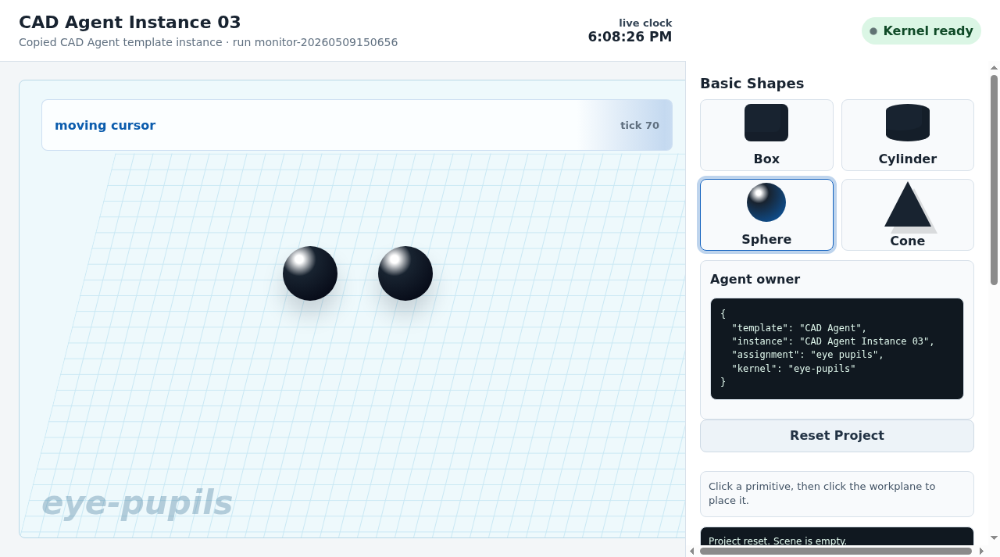 CAD Agent Instance 03
Copied CAD Agent template instance · run monitor-20260509150656
live clock
6:08:26 PM
Kernel ready
moving cursor
tick 70
eye-pupils
Basic Shapes
Box
Cylinder
Sphere
Cone
Agent owner
{
  "template": "CAD Agent",
  "instance": "CAD Agent Instance 03",
  "assignment": "eye pupils",
  "kernel": "eye-pupils"
}
Reset Project
Click a primitive, then click the workplane to
place it.
Project reset. Scene is empty.